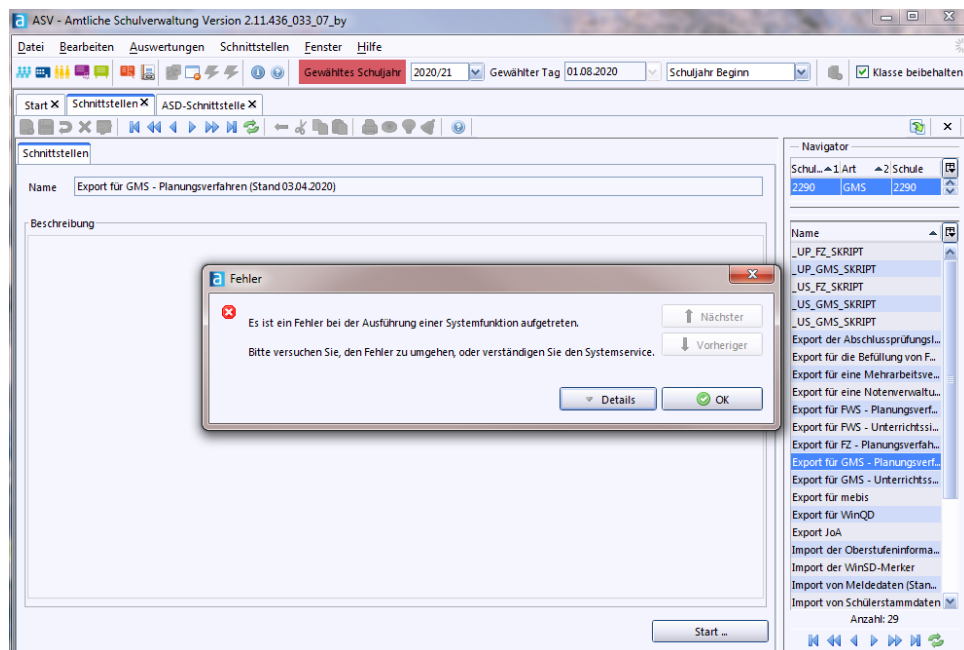 ASV - Amtliche Schulverwaltung Version 2.11.436_033_07_by
Datei Bearbeiten Auswertungen Schnittstellen Fenster Hilfe
Gewähltes Schuljahr 2020/21 Gewählter Tag 01.08.2020 Schuljahr Beginn Klasse beibehalten
Start Schnittstellen ASD-Schnittstelle
Schnittstellen
Name Export für GMS - Planungsverfahren (Stand 03.04.2020)
Beschreibung
Fehler
Es ist ein Fehler bei der Ausführung einer Systemfunktion aufgetreten.
Bitte versuchen Sie, den Fehler zu umgehen, oder verständigen Sie den Systemservice.
Nächster
Vorheriger
Details
OK
Start ...
Navigator
Schul... 1 Art 2 Schule
2290 GMS 2290
Name
_UP_FZ_SKRIPT
_UP_GMS_SKRIPT
_US_FZ_SKRIPT
_US_GMS_SKRIPT
_US_GMS_SKRIPT
Export der Abschlussprüfungsl...
Export für die Befüllung von F...
Export für eine Mehrarbeitsve...
Export für eine Notenverwaltu...
Export für FWS - Planungsverf...
Export für FWS - Unterrichtssi...
Export für FZ - Planungsverfah...
Export für GMS - Planungsverf...
Export für GMS - Unterrichtss...
Export für mebis
Export für WinQD
Export JoA
Import der Oberstufeninforma...
Import der WinSD-Merker
Import von Meldedaten (Stan...
Import von Schülerstammdaten
Anzahl: 29